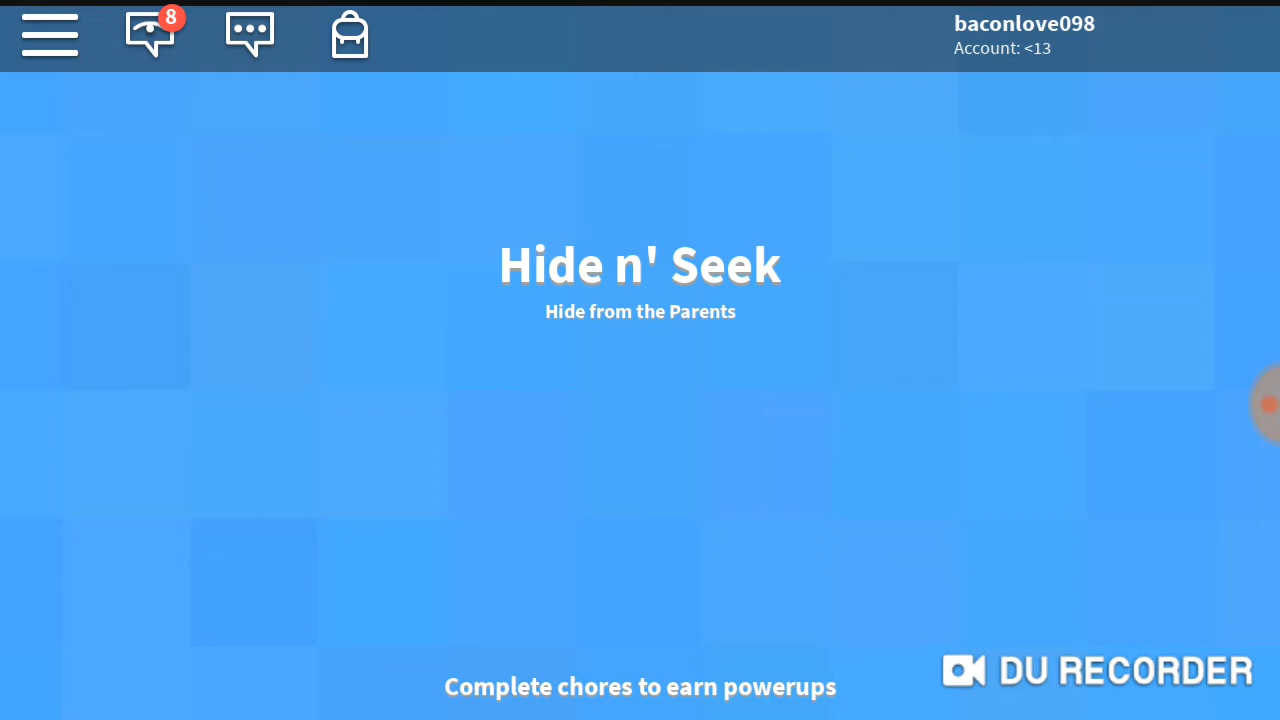 8
baconlove098
Account: <13
Hide n' Seek
Hide from the Parents
Complete chores to earn powerups
DU RECORDER